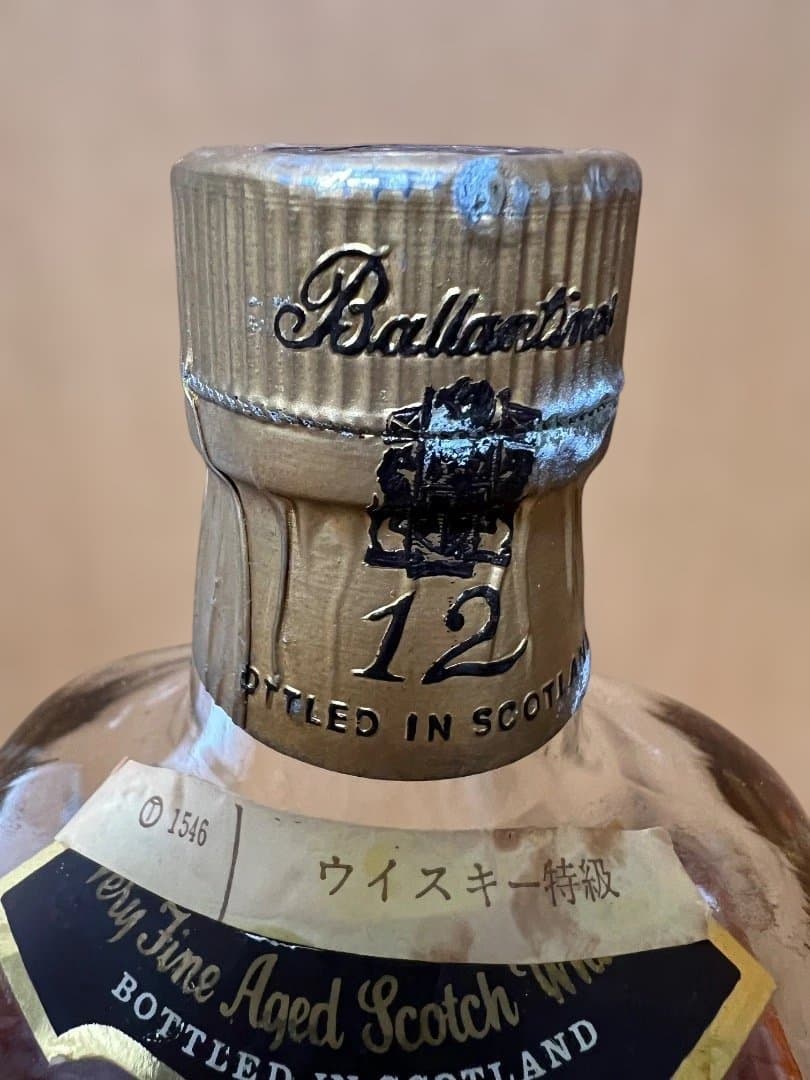 Ballantine's
12
BOTTLED IN SCOTLAND
Ⓣ 1546
ウイスキー特級
Very Fine Aged Scotch
BOTTLED IN SCOTLAND